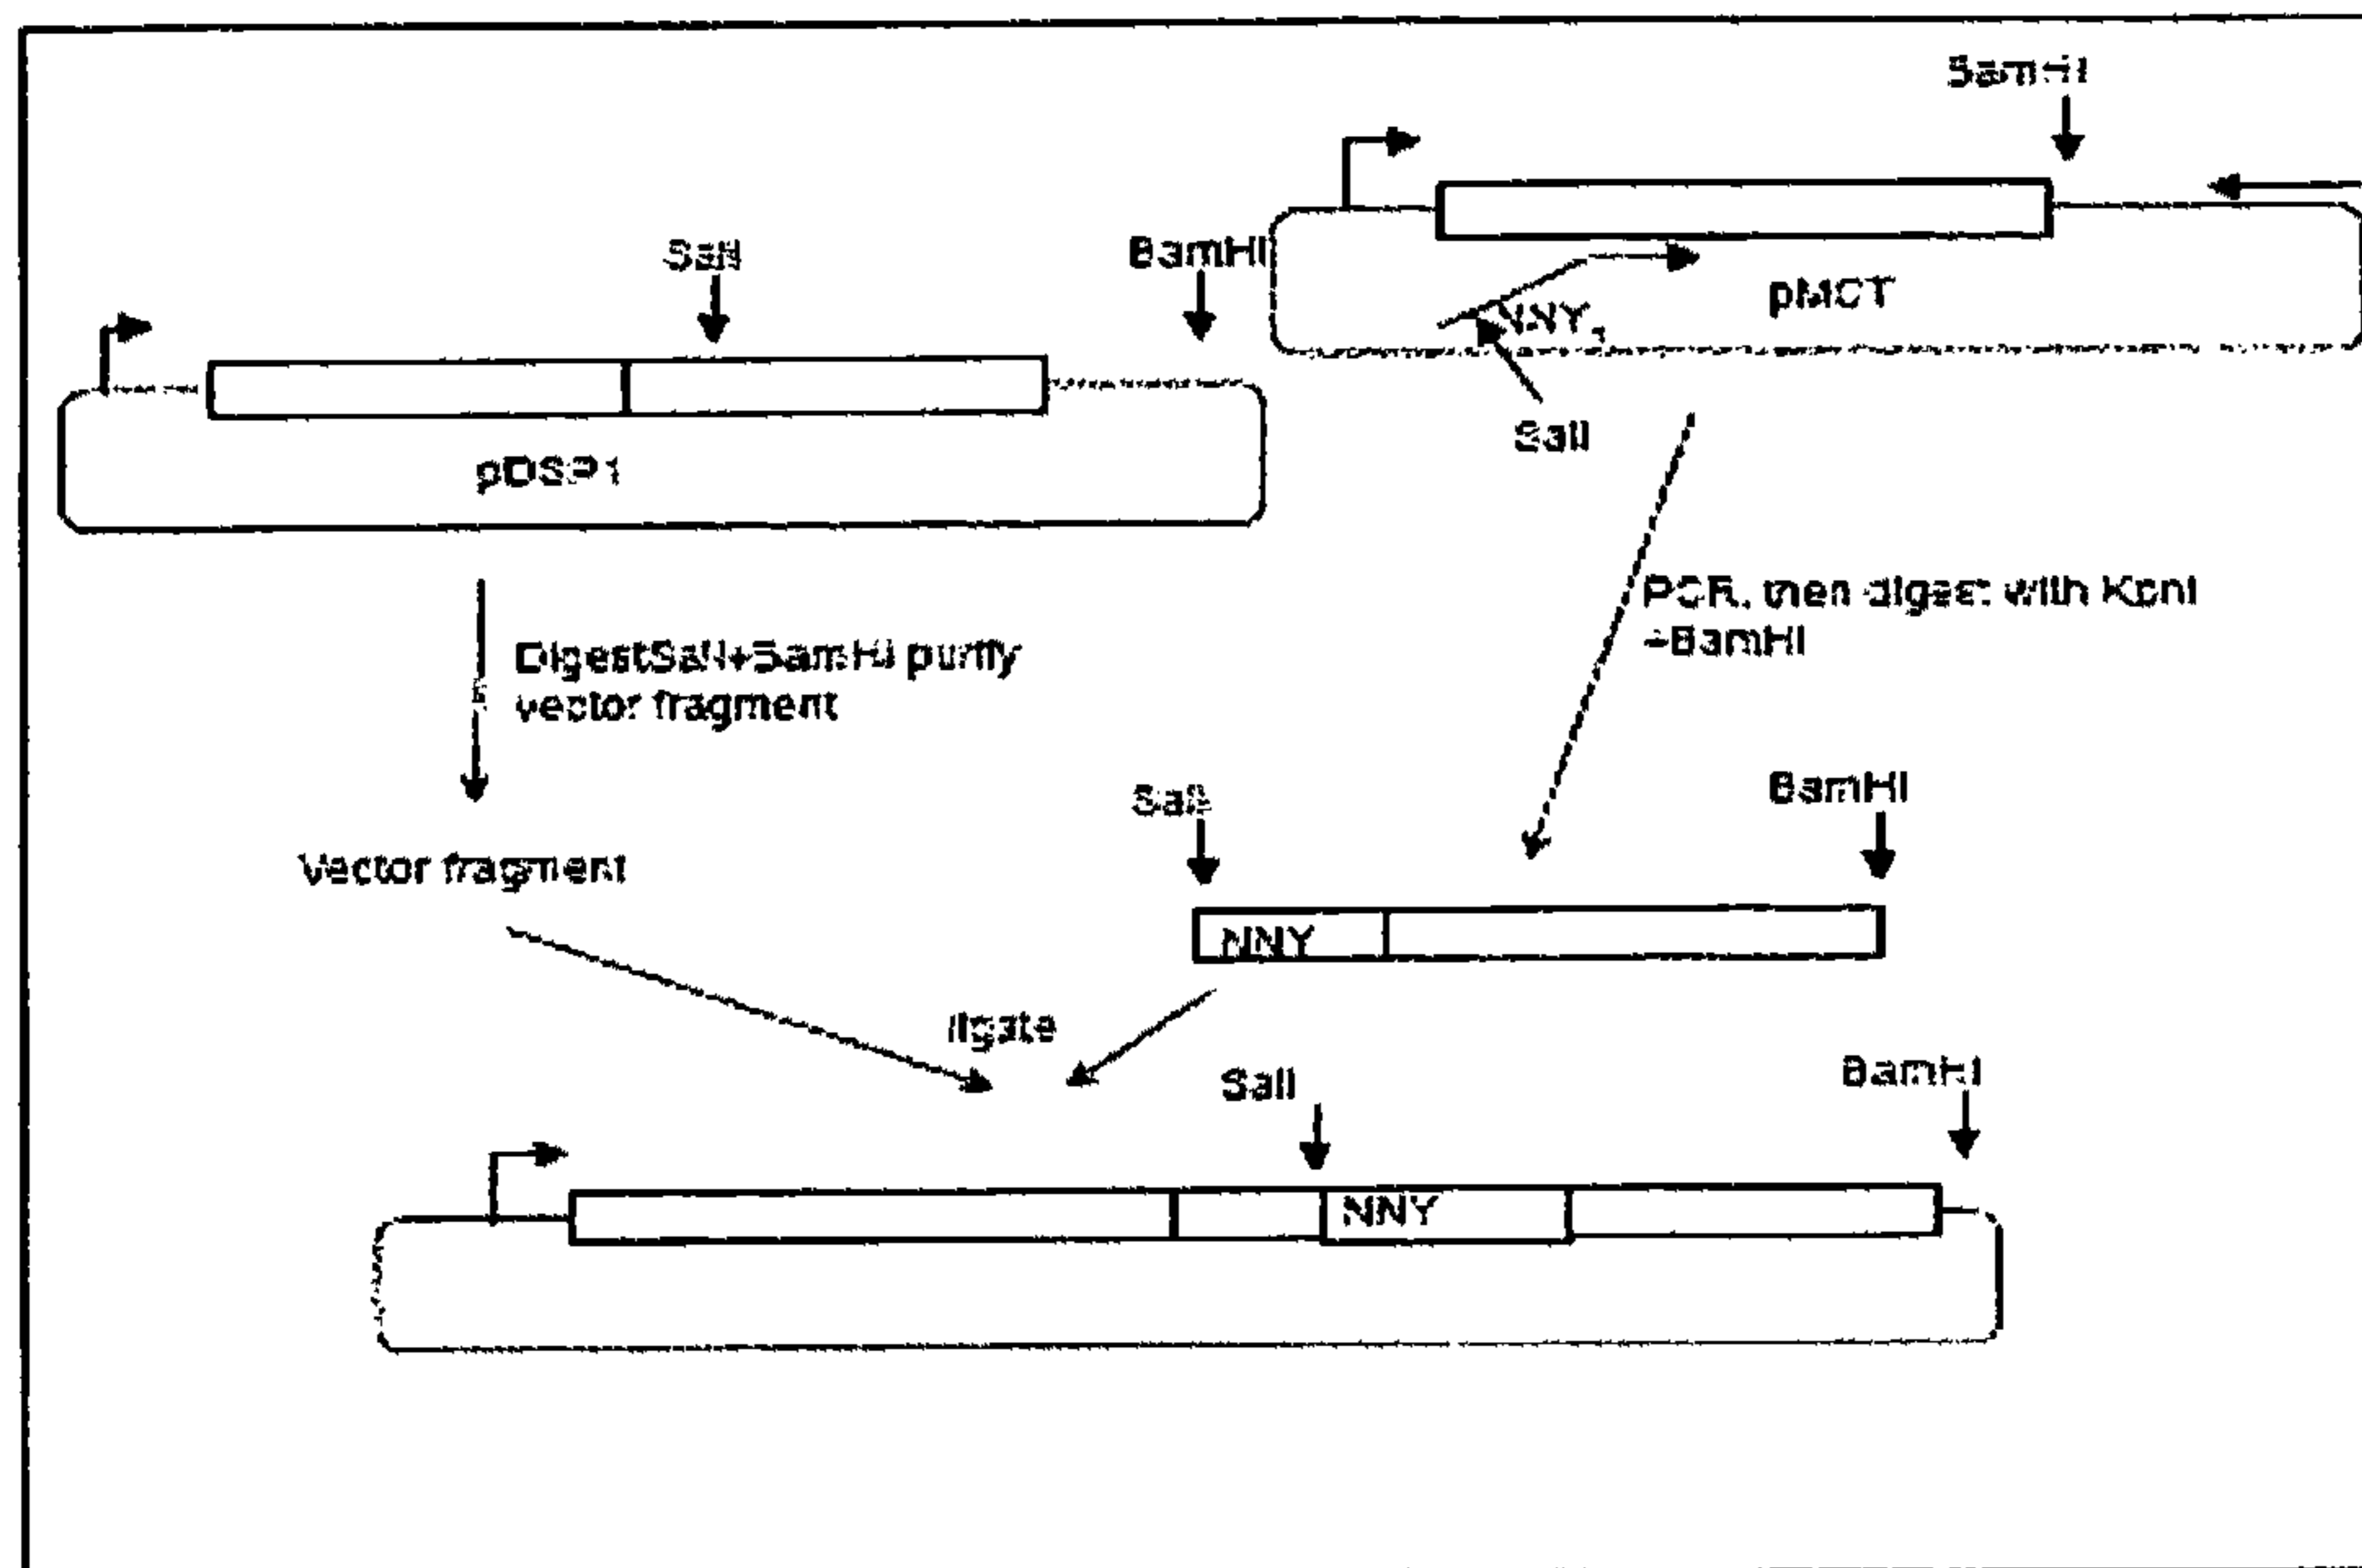 BamHI
SalI
BamHI
NNY
pMCT
SalI
pDSP1
PCR, then digest with KpnI
+BamHI
Digest SalI+BamHI purify
vector fragment
SalI
BamHI
Vector fragment
NNY
ligate
SalI
BamHI
NNY